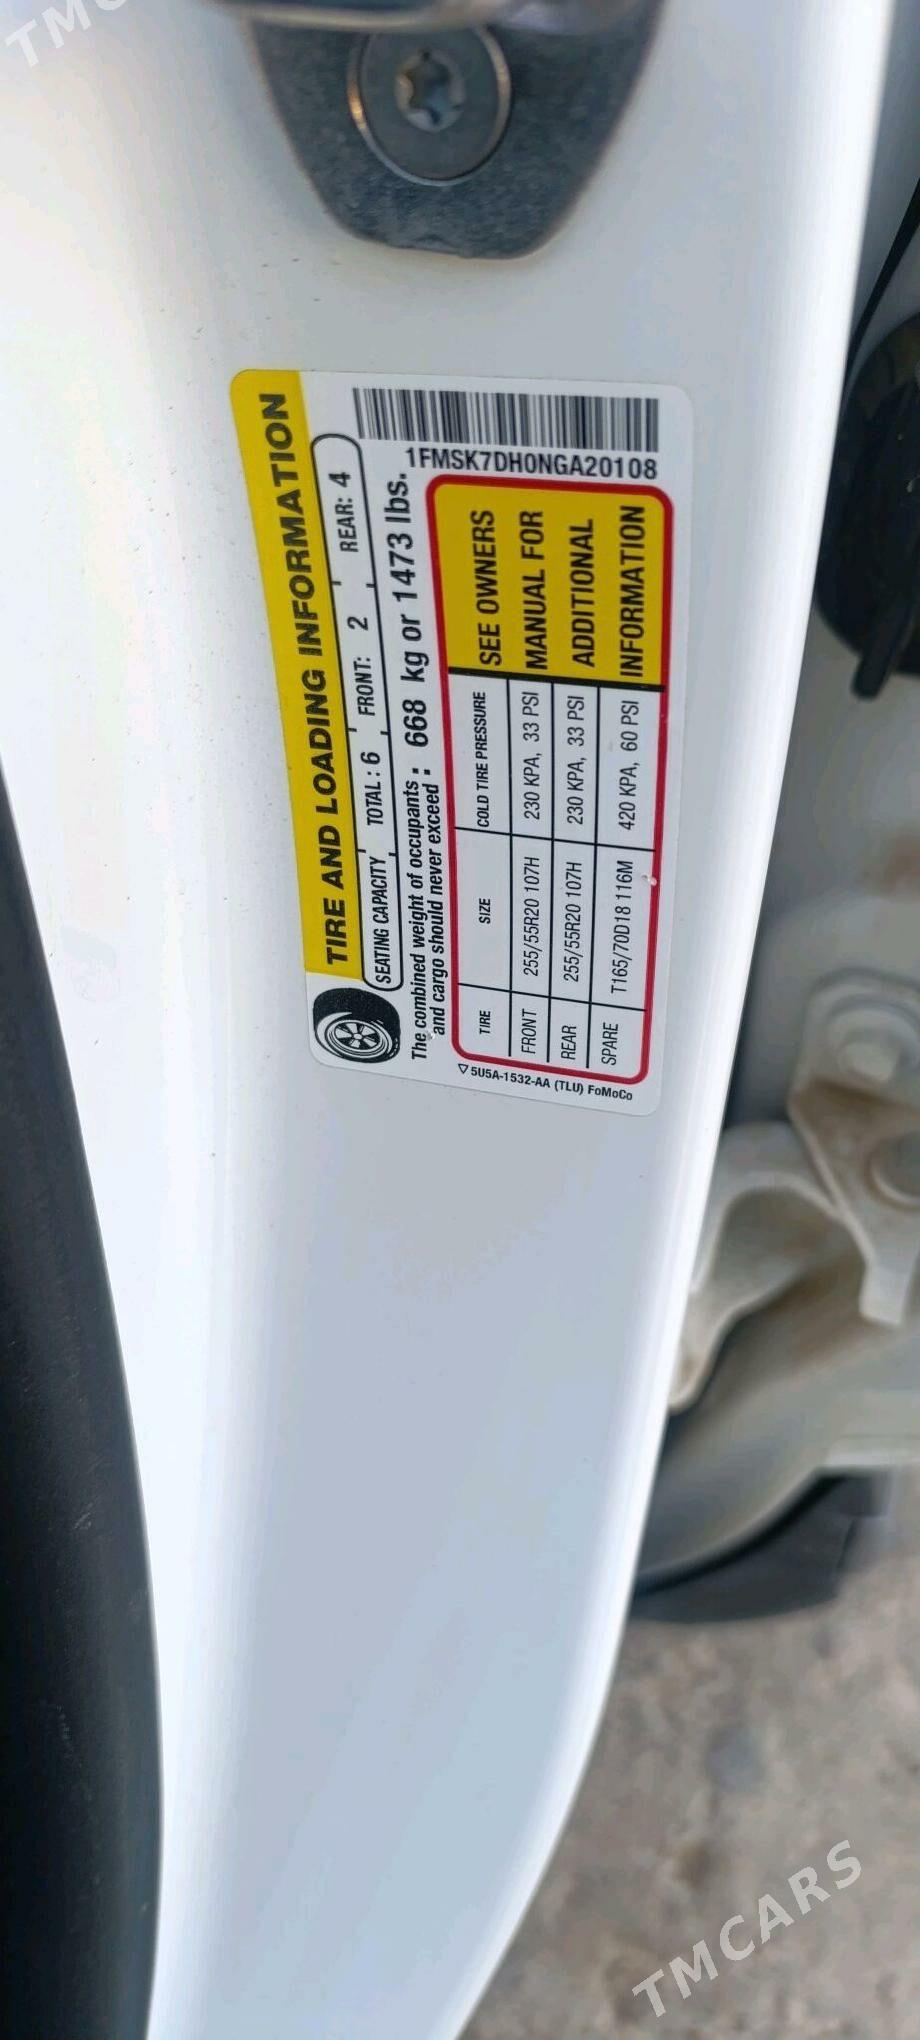 TMC
TIRE AND LOADING INFORMATION
SEATING CAPACITY TOTAL : 6 FRONT: 2 REAR: 4
The combined weight of occupants
and cargo should never exceed : 668 kg or 1473 lbs.
1FMSK7DH0NGA20108
TIRE SIZE COLD TIRE PRESSURE
FRONT 255/55R20 107H 230 KPA, 33 PSI
REAR 255/55R20 107H 230 KPA, 33 PSI
SPARE T165/70D18 116M 420 KPA, 60 PSI
SEE OWNERS
MANUAL FOR
ADDITIONAL
INFORMATION
5U5A-1532-AA (TLU) FoMoCo
TMCARS